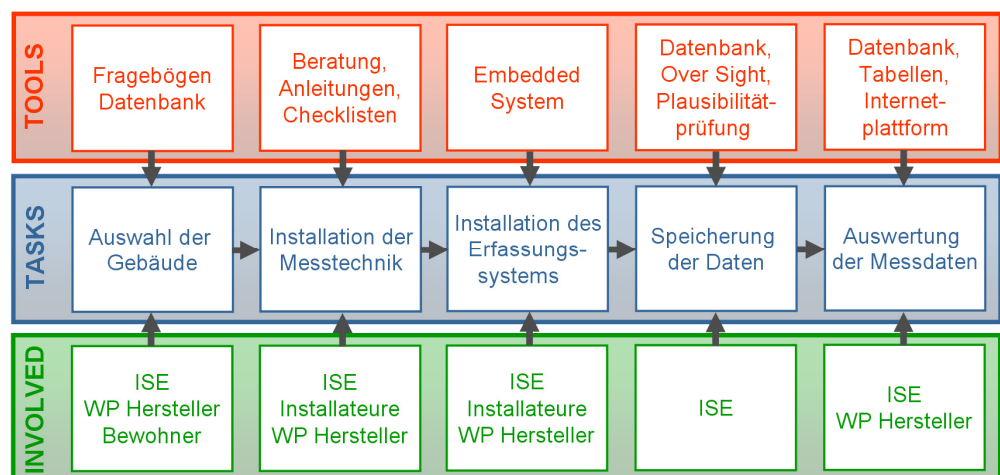 TOOLS
Fragebögen
Datenbank
Beratung,
Anleitungen,
Checklisten
Embedded
System
Datenbank,
Over Sight,
Plausibilität-
prüfung
Datenbank,
Tabellen,
Internet-
plattform
TASKS
Auswahl der
Gebäude
Installation der
Messtechnik
Installation des
Erfassungs-
systems
Speicherung
der Daten
Auswertung
der Messdaten
INVOLVED
ISE
WP Hersteller
Bewohner
ISE
Installateure
WP Hersteller
ISE
Installateure
WP Hersteller
ISE
ISE
WP Hersteller